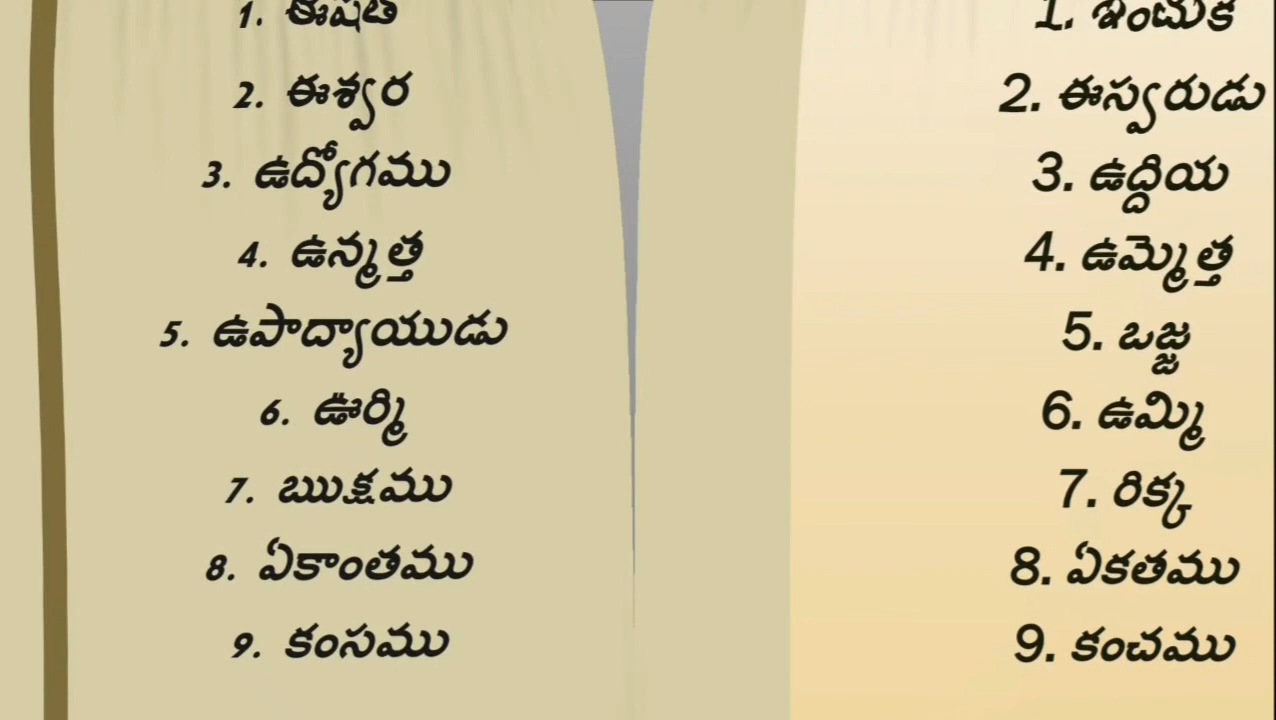 2. ఈశ్వర
3. ఉద్యోగము
4. ఉన్మత్త
5. ఉపాద్యాయుడు
6. ఊర్మి
7. ఋక్షము
8. ఏకాంతము
9. కంసము
2. ఈస్వరుడు
3. ఉద్దియ
4. ఉమ్మెత్త
5. ఒజ్జ
6. ఉమ్మి
7. రిక్క
8. ఏకతము
9. కంచము